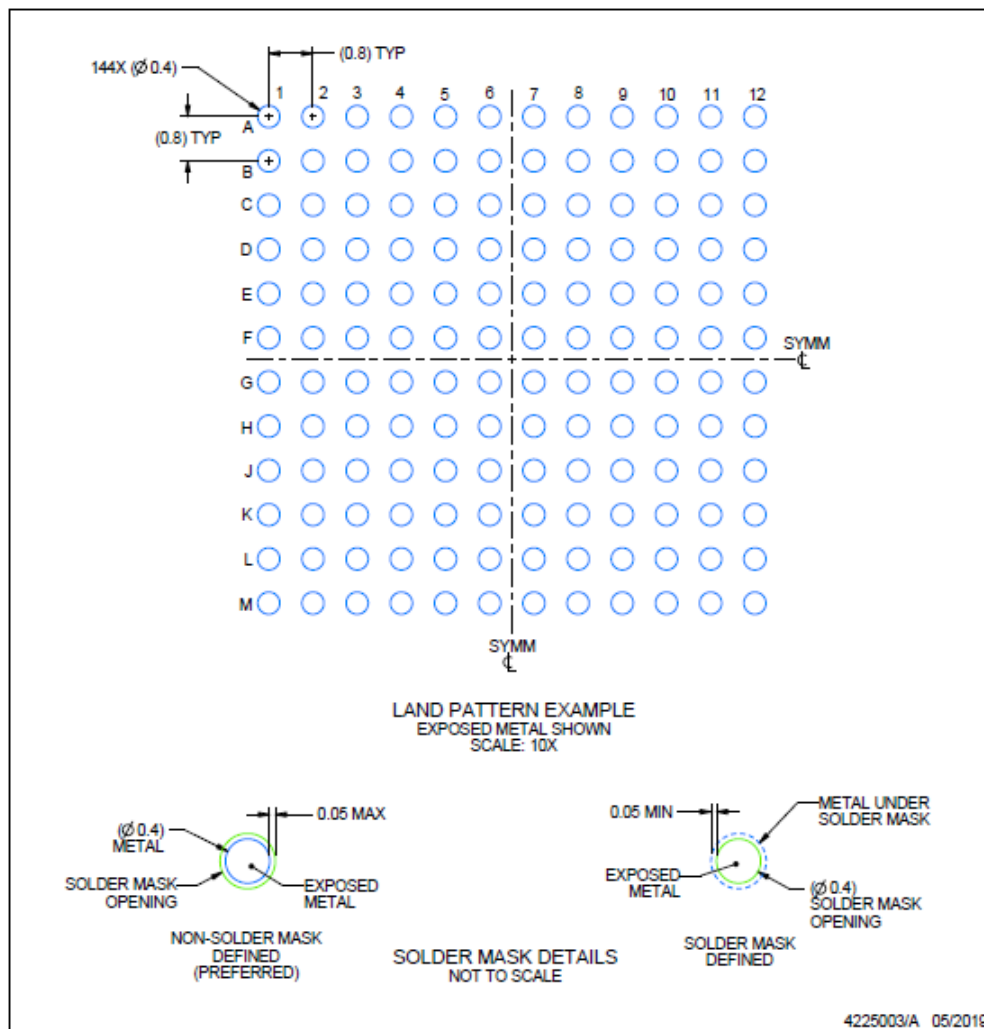 (0.8) TYP
144X (Ø 0.4)
1 2 3 4 5 6 7 8 9 10 11 12
A
(0.8) TYP
B
C
D
E
F
SYMM
℄
G
H
J
K
L
M
SYMM
℄
LAND PATTERN EXAMPLE
EXPOSED METAL SHOWN
SCALE: 10X
0.05 MAX
(Ø 0.4)
METAL
SOLDER MASK
OPENING
EXPOSED
METAL
NON-SOLDER MASK
DEFINED
(PREFERRED)
SOLDER MASK DETAILS
NOT TO SCALE
0.05 MIN
METAL UNDER
SOLDER MASK
EXPOSED
METAL
(Ø 0.4)
SOLDER MASK
OPENING
SOLDER MASK
DEFINED
4225003/A 05/2019